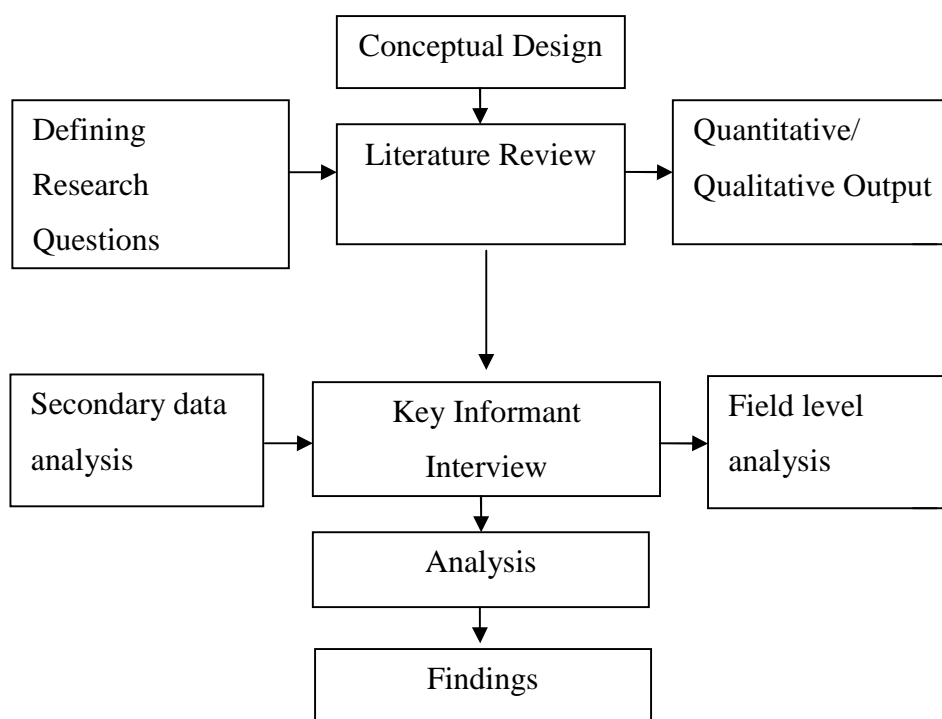 Conceptual Design
Defining
Research
Questions
Literature Review
Quantitative/
Qualitative Output
Secondary data
analysis
Key Informant
Interview
Field level
analysis
Analysis
Findings